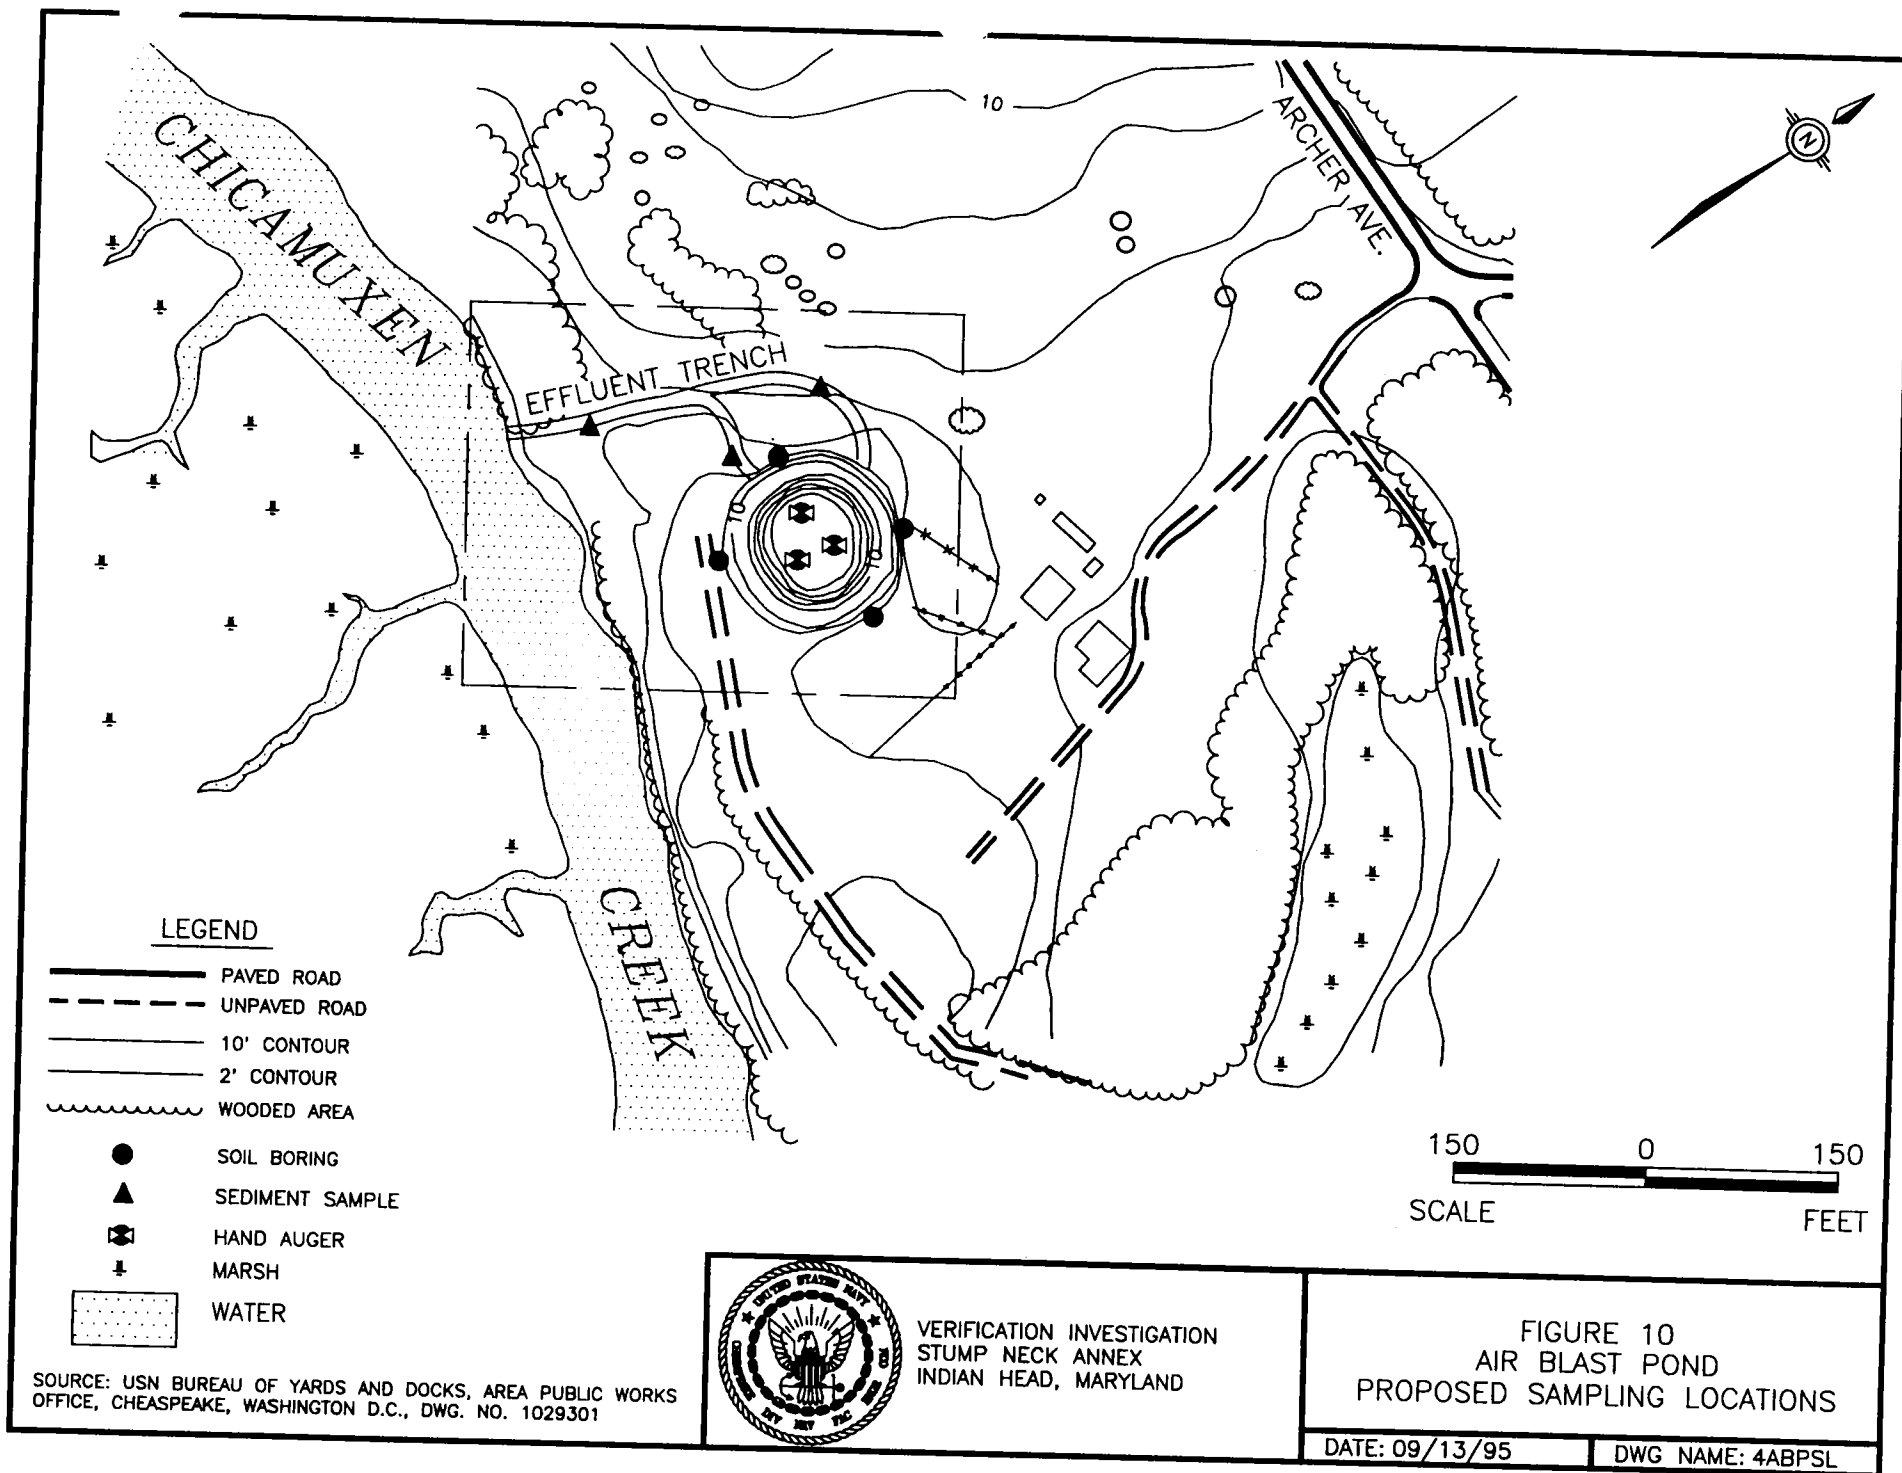 CHICAMUXEN
10
ARCHER AVE.
N
EFFLUENT TRENCH
10
10
CREEK
LEGEND
PAVED ROAD
UNPAVED ROAD
10' CONTOUR
2' CONTOUR
WOODED AREA
SOIL BORING
SEDIMENT SAMPLE
HAND AUGER
MARSH
WATER
150 0 150
SCALE FEET
SOURCE: USN BUREAU OF YARDS AND DOCKS, AREA PUBLIC WORKS
OFFICE, CHEASPEAKE, WASHINGTON D.C., DWG. NO. 1029301
UNITED STATES NAVY
VERIFICATION INVESTIGATION
STUMP NECK ANNEX
INDIAN HEAD, MARYLAND
FIGURE 10
AIR BLAST POND
PROPOSED SAMPLING LOCATIONS
DATE: 09/13/95
DWG NAME: 4ABPSL